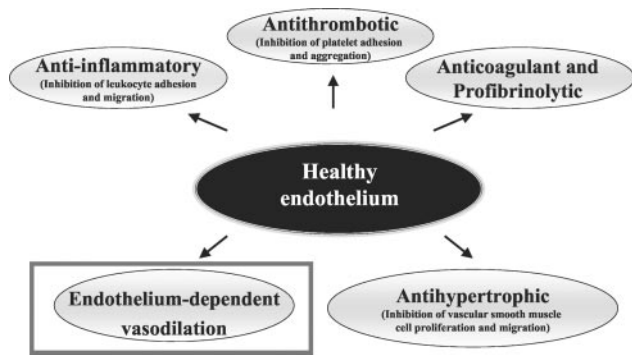 Antithrombotic
(Inhibition of platelet adhesion
and aggregation)
Anti-inflammatory
(Inhibition of leukocyte adhesion
and migration)
Anticoagulant and
Profibrinolytic
Healthy
endothelium
Endothelium-dependent
vasodilation
Antihypertrophic
(Inhibition of vascular smooth muscle
cell proliferation and migration)